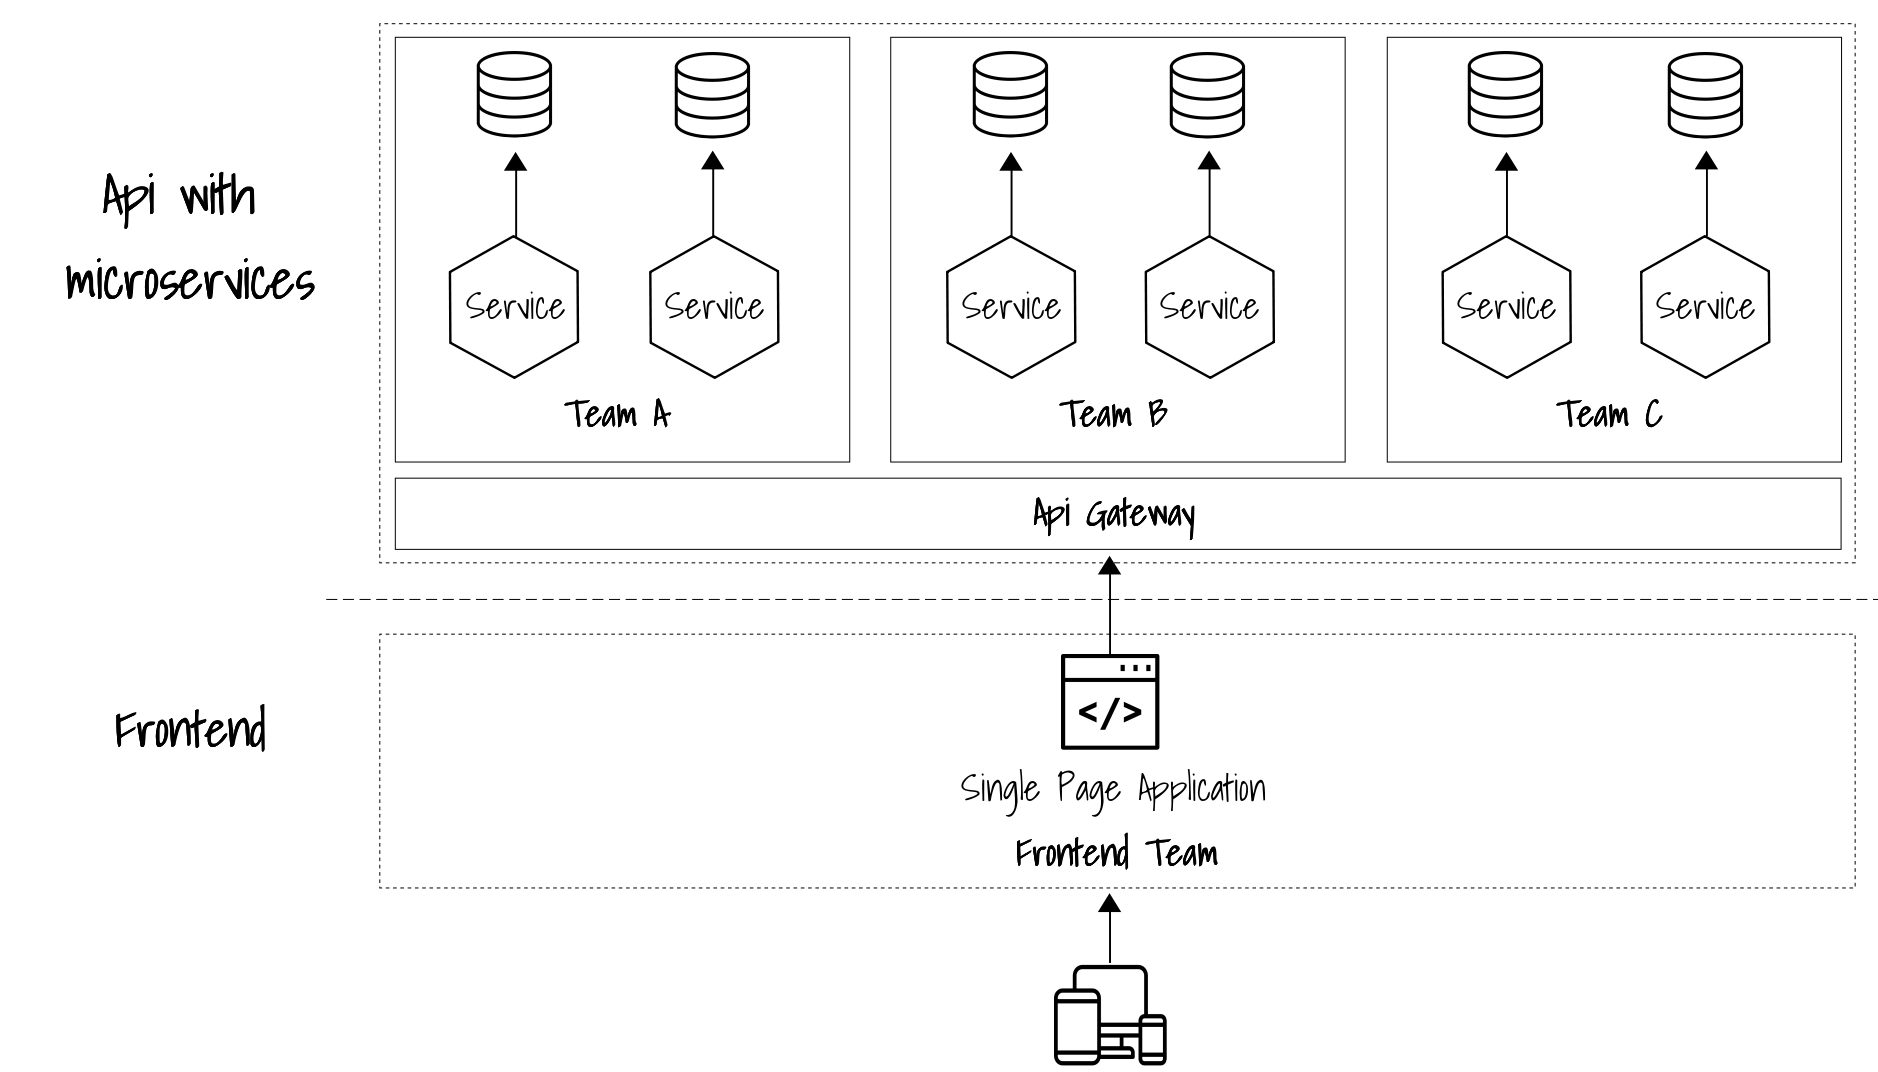 Api with
microservices
Service
Service
Service
Service
Service
Service
Team A
Team B
Team C
Api Gateway
Frontend
</>
Single Page Application
Frontend Team